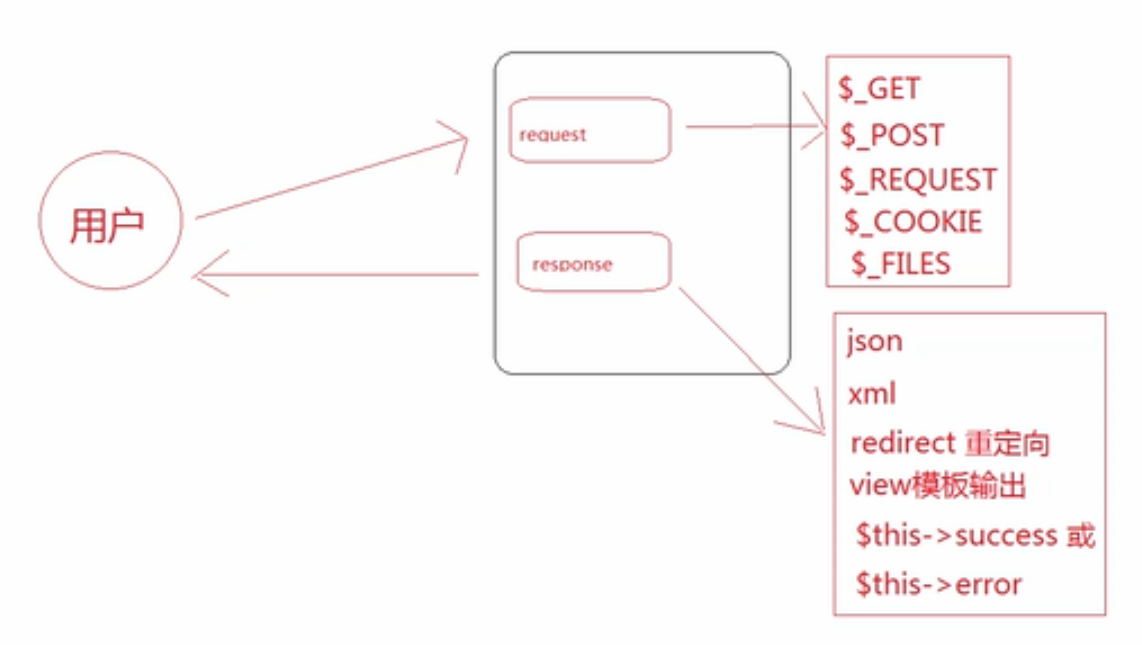 用户
request
response
$_GET
$_POST
$_REQUEST
$_COOKIE
$_FILES
json
xml
redirect 重定向
view模板输出
$this->success 或
$this->error